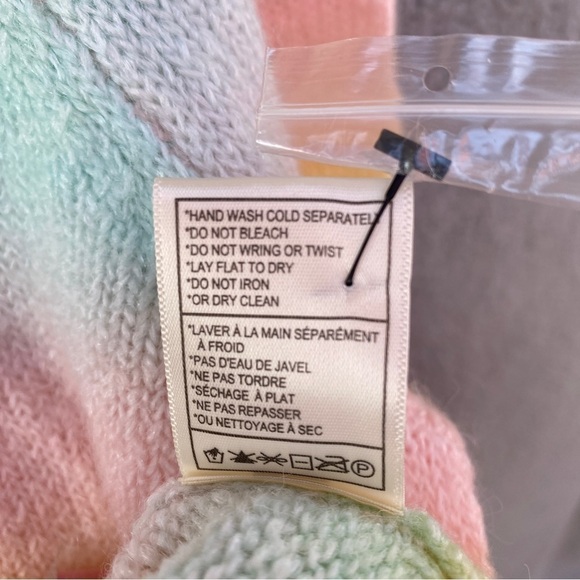 *HAND WASH COLD SEPARATEL
*DO NOT BLEACH
*DO NOT WRING OR TWIST
*LAY FLAT TO DRY
*DO NOT IRON
*OR DRY CLEAN
*LAVER À LA MAIN SÉPARÉMENT
À FROID
*PAS D'EAU DE JAVEL
*NE PAS TORDRE
*SÉCHAGE À PLAT
*NE PAS REPASSER
*OU NETTOYAGE À SEC
P